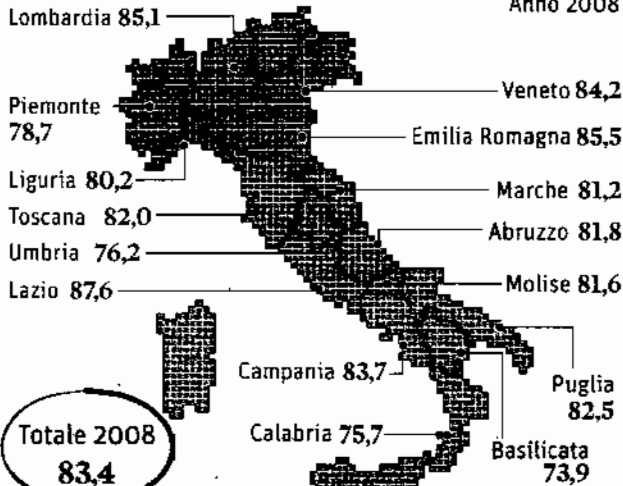 Anno 2008
Lombardia 85,1
Veneto 84,2
Piemonte
78,7
Emilia Romagna 85,5
Liguria 80,2
Marche 81,2
Toscana 82,0
Abruzzo 81,8
Umbria 76,2
Molise 81,6
Lazio 87,6
Campania 83,7
Puglia
82,5
Calabria 75,7
Basilicata
73,9
Totale 2008
83,4